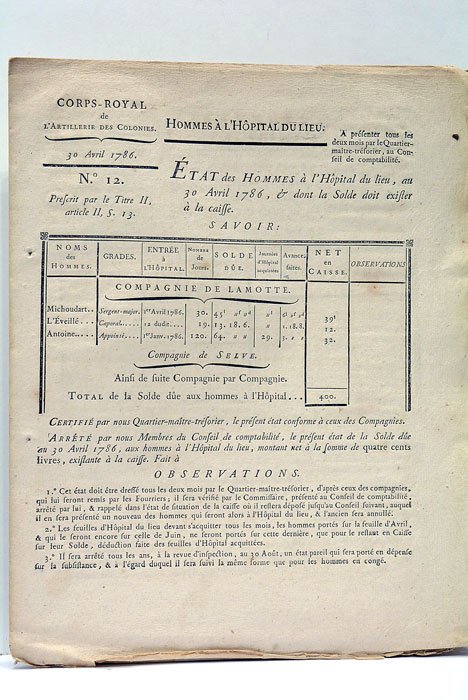 CORPS-ROYAL
de
L'ARTILLERIE DES COLONIES.
HOMMES À L'HÔPITAL DU LIEU.
A présenter tous les
deux mois par le Quartier-
maître-trésorier, au Con-
seil de comptabilité.
30 Avril 1786.
N.° 12.
Prescrit par le Titre II,
article II, S. 13.
ÉTAT des HOMMES à l'Hôpital du lieu, au
30 Avril 1786, & dont la Solde doit exister
à la caisse.
SAVOIR:
NOMS des HOMMES. GRADES. ENTRÉE à L'HÔPITAL. NOMBRE de Jours. SOLDE DÛE. Journées d'Hôpital acquittées Avances faites. NET en CAISSE. OBSERVATIONS
COMPAGNIE DE LAMOTTE.
Michoudart.. Sergent-major. 1er Avril 1786. 30. 45l "s "d "l "l "s 39l
L'Éveillé... Caporal..... 12 dudit.... 19. 13. 18. 6. " 1. 18. 8. 12.
Antoine.... Appointé... 1er Janv. 1786. 120. 64. " " 29. 3. " " 32.
Compagnie de SELVE.
Ainsi de suite Compagnie par Compagnie.
TOTAL de la Solde dûe aux hommes à l'Hôpital... 400.
CERTIFIÉ par nous Quartier-maître-trésorier, le présent état conforme à ceux des Compagnies.
ARRÊTÉ par nous Membres du Conseil de comptabilité, le présent état de la Solde dûe
au 30 Avril 1786, aux hommes à l'Hôpital du lieu, montant net à la somme de quatre cents
livres, existante à la caisse. Fait à
OBSERVATIONS.
1.° Cet état doit être dressé tous les deux mois par le Quartier-maître-trésorier, d'après ceux des compagnies,
qui lui feront remis par les Fourriers; il sera vérifié par le Commissaire, présenté au Conseil de comptabilité,
arrêté par lui, & rappelé dans l'état de situation de la caisse où il restera déposé jusqu'au Conseil suivant, auquel
il en sera présenté un nouveau des hommes qui seront alors à l'Hôpital du lieu, & l'ancien sera annullé.
2.° Les feuilles d'Hôpital du lieu devant s'acquitter tous les mois, les hommes portés sur la feuille d'Avril,
& qui le seront encore sur celle de Juin, ne seront portés sur cette dernière, que pour le restant en Caisse
sur leur Solde, déduction faite des feuilles d'Hôpital acquittées.
3.° Il sera arrêté tous les ans, à la revue d'inspection, au 30 Août, un état pareil qui sera porté en dépense
sur la subsistance, & à l'égard duquel il sera suivi la même forme que pour les hommes en congé.